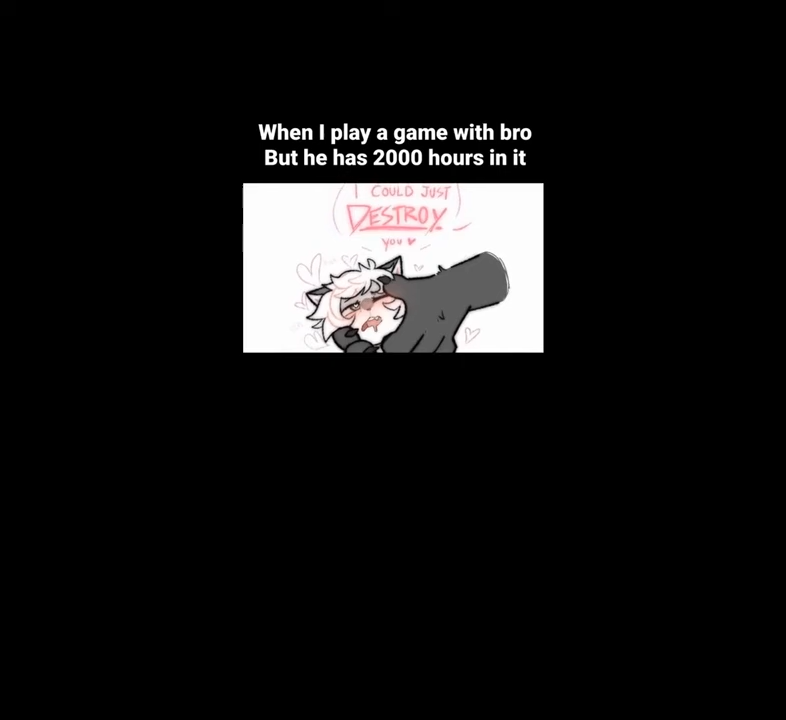 When I play a game with bro
But he has 2000 hours in it
I COULD JUST
DESTROY
you